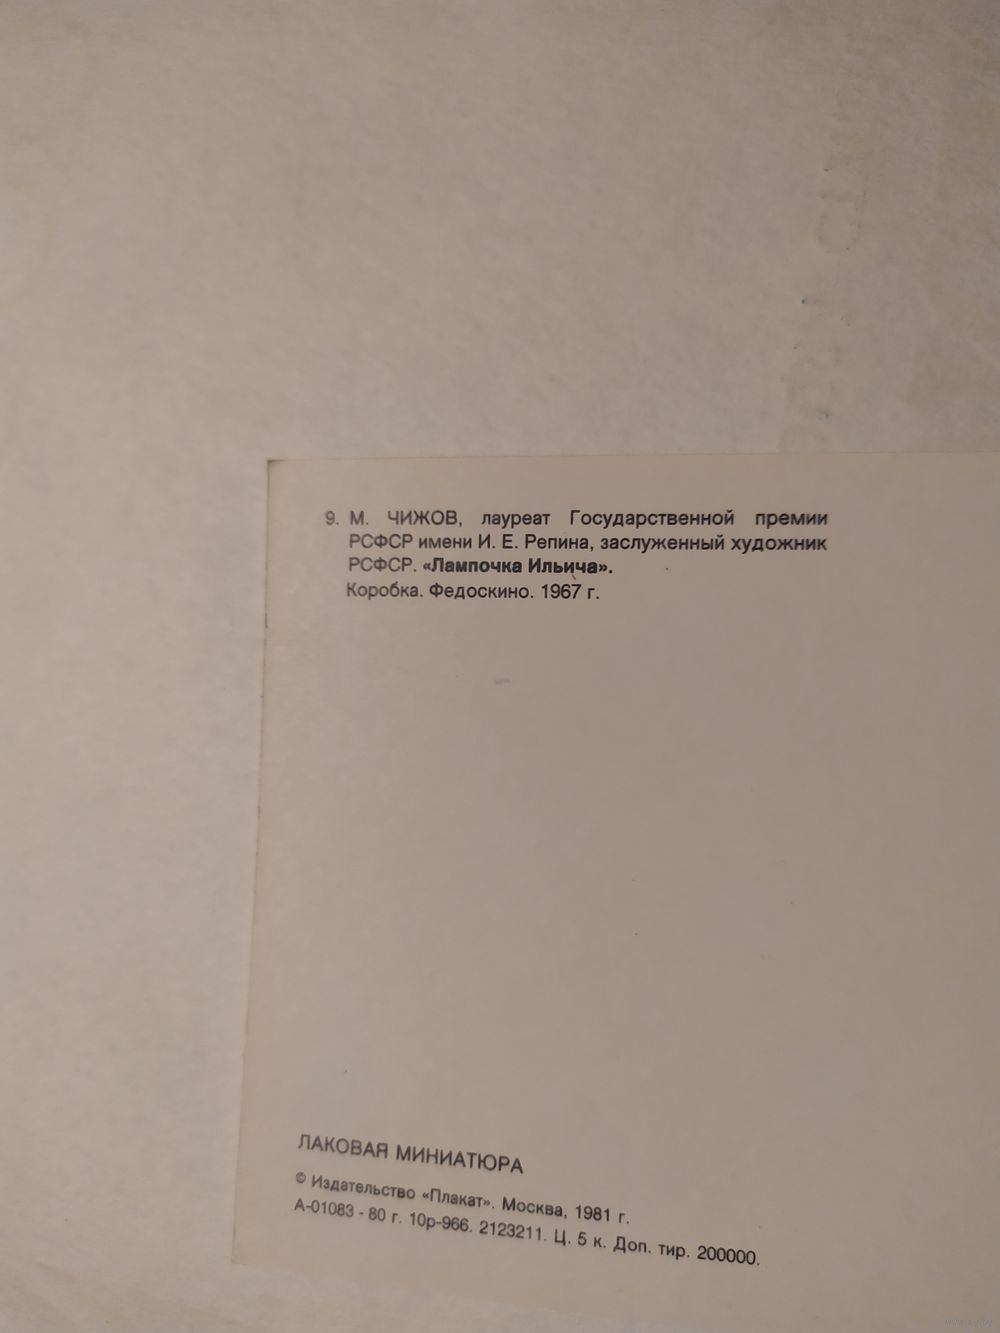 9. М. ЧИЖОВ, лауреат Государственной премии
РСФСР имени И. Е. Репина, заслуженный художник
РСФСР. «Лампочка Ильича».
Коробка. Федоскино. 1967 г.
ЛАКОВАЯ МИНИАТЮРА
© Издательство «Плакат». Москва, 1981 г.
А-01083 - 80 г. 10р-966. 2123211. Ц. 5 к. Доп. тир. 200000.